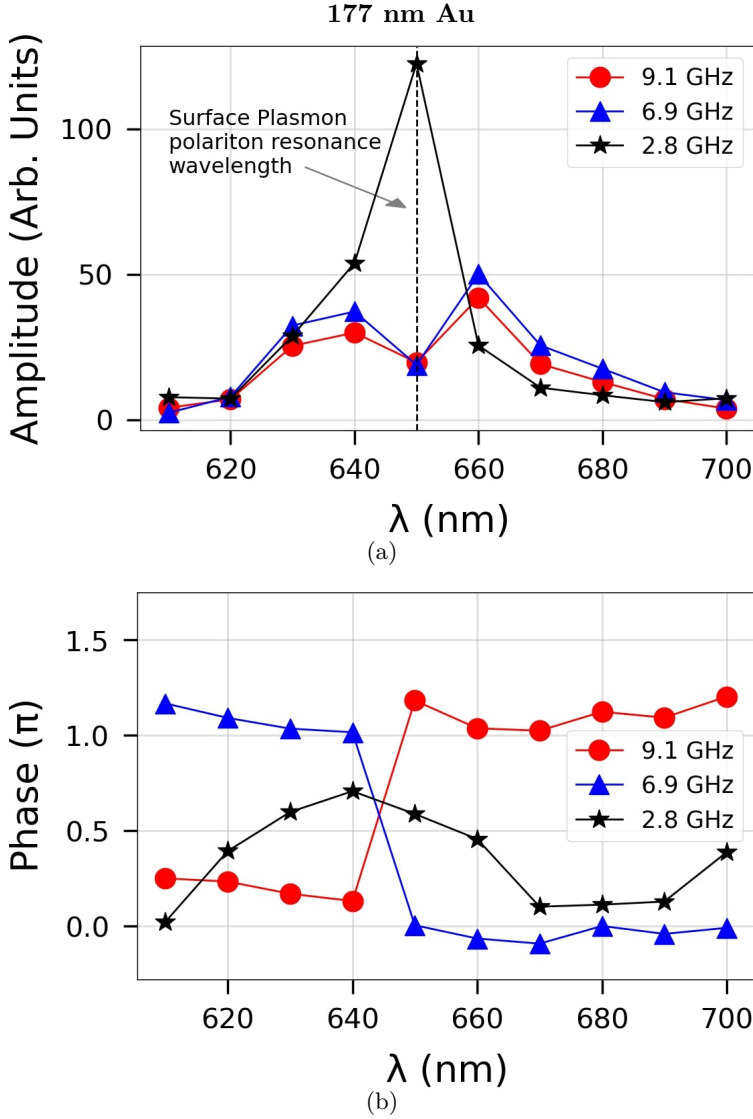 177 nm Au
Amplitude (Arb. Units)
100
50
0
Surface Plasmon
polariton resonance
wavelength
9.1 GHz
6.9 GHz
2.8 GHz
620 640 660 680 700
λ (nm)
(a)
Phase (π)
1.5
1.0
0.5
0.0
9.1 GHz
6.9 GHz
2.8 GHz
620 640 660 680 700
λ (nm)
(b)